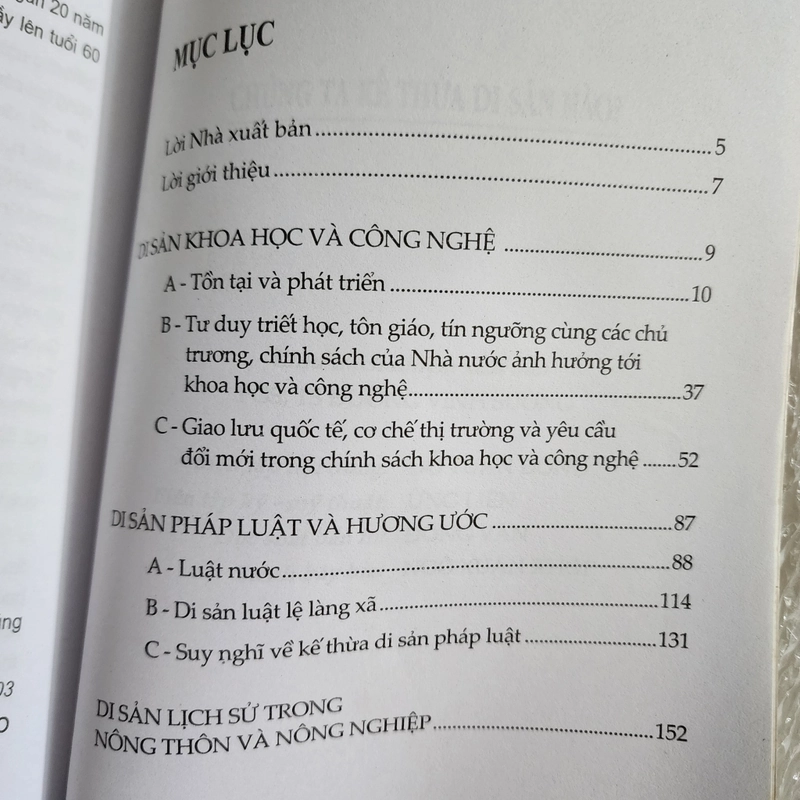 20 năm
lên tuổi 60
MỤC LỤC
Lời Nhà xuất bản..........5
Lời giới thiệu..........7
DI SẢN KHOA HỌC VÀ CÔNG NGHỆ..........9
A - Tồn tại và phát triển..........10
B - Tư duy triết học, tôn giáo, tín ngưỡng cùng các chủ
trương, chính sách của Nhà nước ảnh hưởng tới
khoa học và công nghệ..........37
C - Giao lưu quốc tế, cơ chế thị trường và yêu cầu
đổi mới trong chính sách khoa học và công nghệ.......52
DI SẢN PHÁP LUẬT VÀ HƯƠNG ƯỚC..........87
A - Luật nước..........88
B - Di sản luật lệ làng xã..........114
C - Suy nghĩ về kế thừa di sản pháp luật..........131
DI SẢN LỊCH SỬ TRONG
NÔNG THÔN VÀ NÔNG NGHIỆP..........152